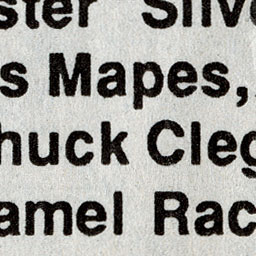 ster Silve
s Mapes,
huck Cleg
amel Rac